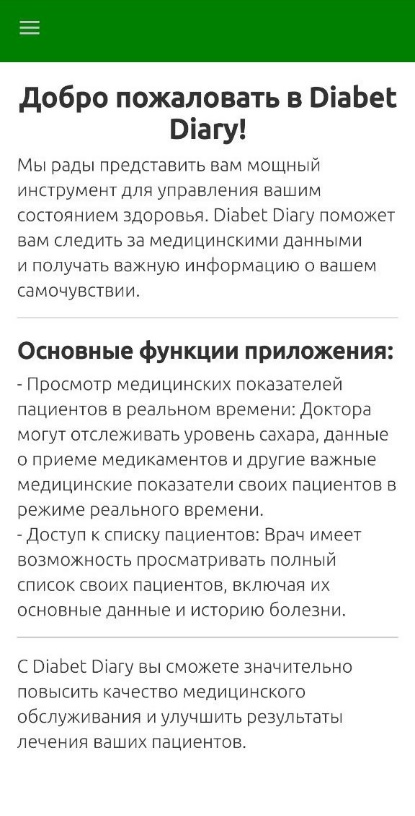 Добро пожаловать в Diabet
Diary!
Мы рады представить вам мощный
инструмент для управления вашим
состоянием здоровья. Diabet Diary поможет
вам следить за медицинскими данными
и получать важную информацию о вашем
самочувствии.
Основные функции приложения:
- Просмотр медицинских показателей
пациентов в реальном времени: Доктора
могут отслеживать уровень сахара, данные
о приеме медикаментов и другие важные
медицинские показатели своих пациентов в
режиме реального времени.
- Доступ к списку пациентов: Врач имеет
возможность просматривать полный
список своих пациентов, включая их
основные данные и историю болезни.
С Diabet Diary вы сможете значительно
повысить качество медицинского
обслуживания и улучшить результаты
лечения ваших пациентов.